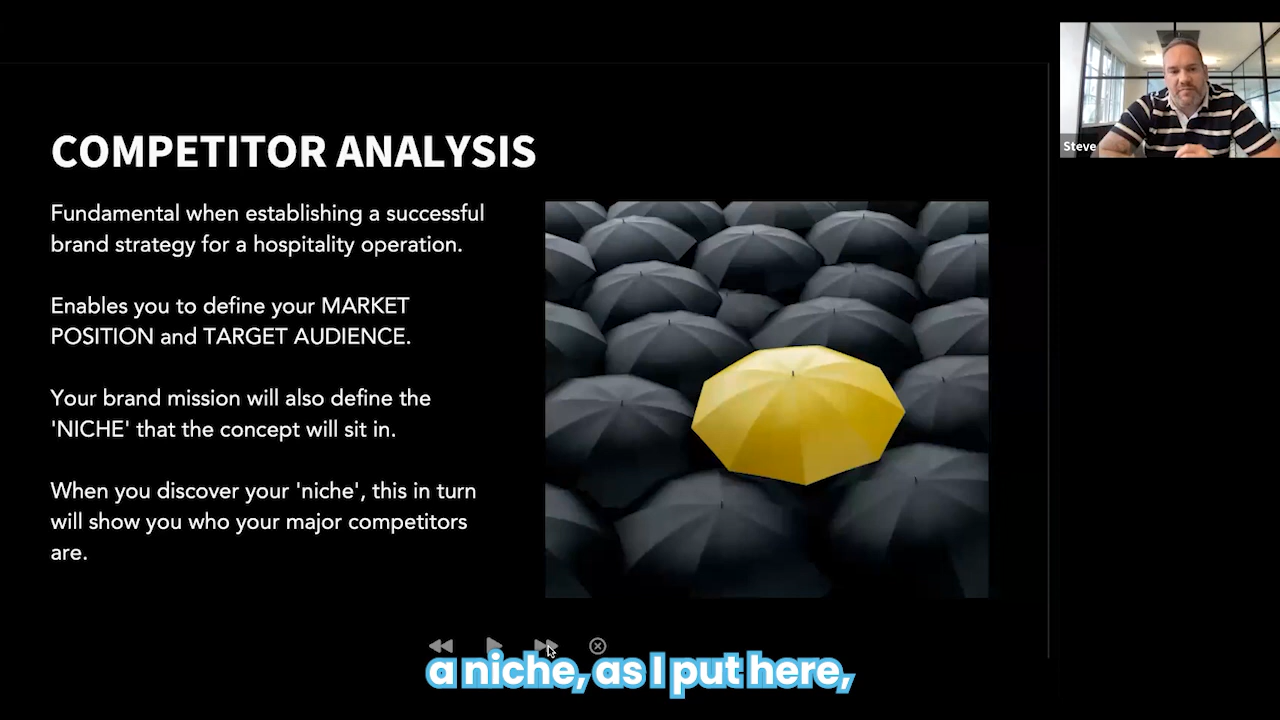 COMPETITOR ANALYSIS
Fundamental when establishing a successful
brand strategy for a hospitality operation.
Enables you to define your MARKET
POSITION and TARGET AUDIENCE.
Your brand mission will also define the
'NICHE' that the concept will sit in.
When you discover your 'niche', this in turn
will show you who your major competitors
are.
Steve
a niche, as I put here,